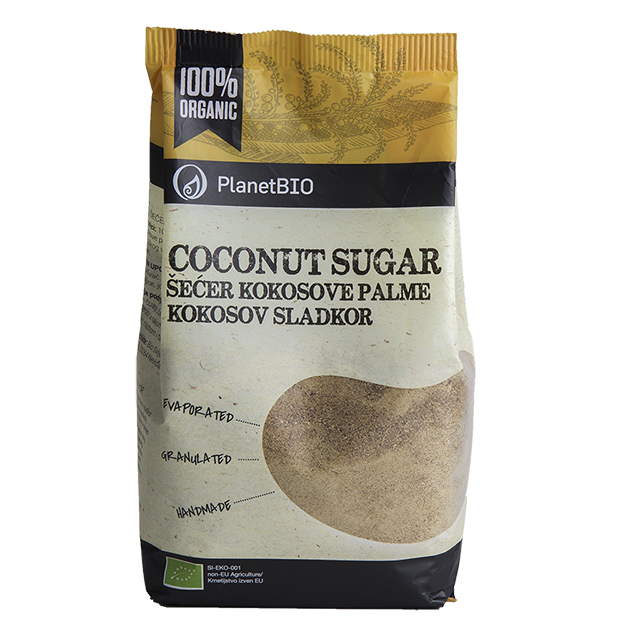 100%
ORGANIC
PlanetBIO
COCONUT SUGAR
ŠEĆER KOKOSOVE PALME
KOKOSOV SLADKOR
EVAPORATED
GRANULATED
HANDMADE
SI-EKO-001
non-EU Agriculture/
Kmetijstvo izven EU